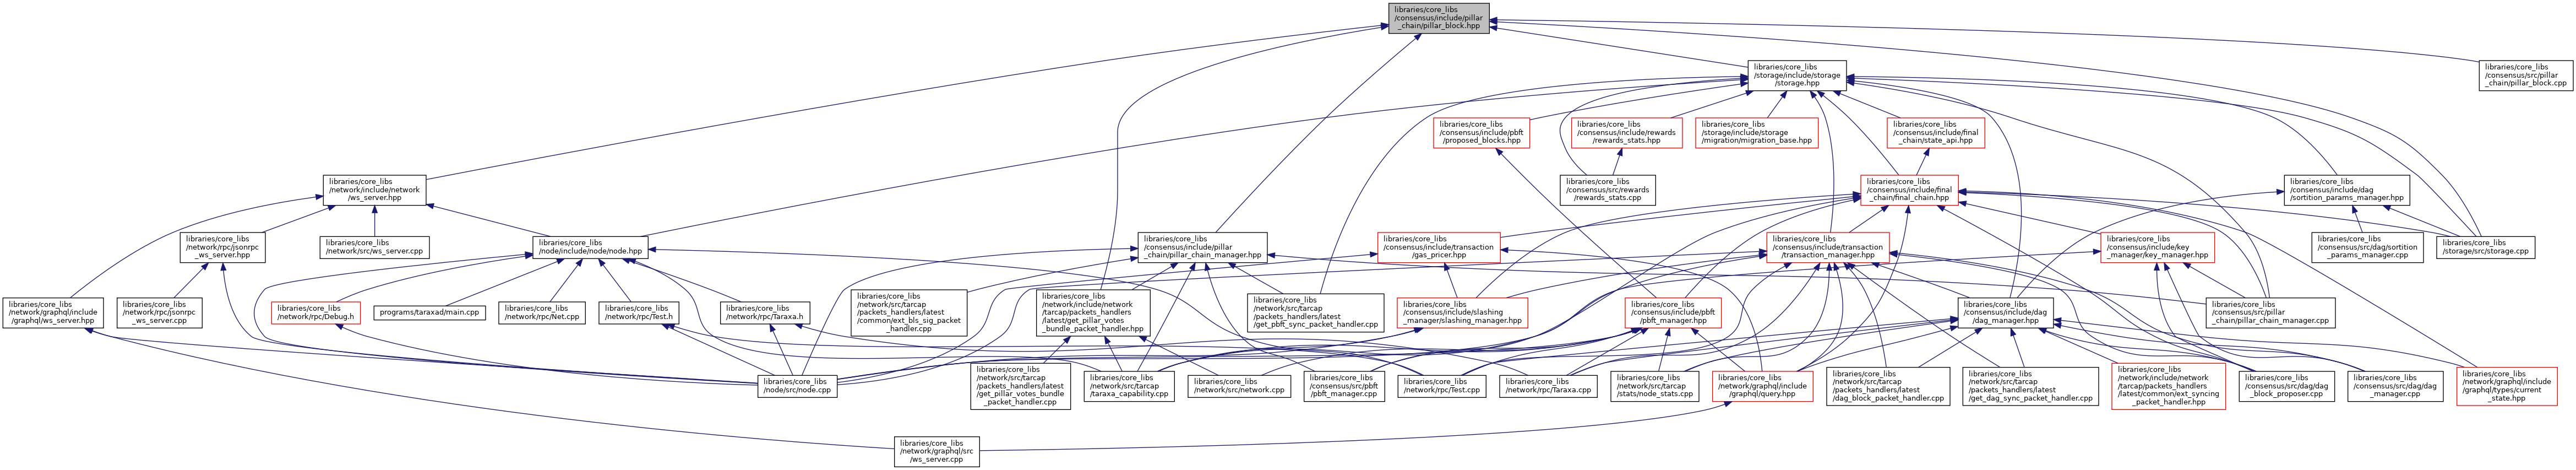 libraries/core_libs
/consensus/include/pillar
_chain/pillar_block.hpp
libraries/core_libs
/storage/include/storage
/storage.hpp
libraries/core_libs
/consensus/src/pillar
_chain/pillar_block.cpp
libraries/core_libs
/consensus/include/pbft
/proposed_blocks.hpp
libraries/core_libs
/consensus/include/rewards
/rewards_stats.hpp
libraries/core_libs
/storage/include/storage
/migration/migration_base.hpp
libraries/core_libs
/consensus/include/final
_chain/state_api.hpp
libraries/core_libs
/network/include/network
/ws_server.hpp
libraries/core_libs
/consensus/src/rewards
/rewards_stats.cpp
libraries/core_libs
/consensus/include/final
_chain/final_chain.hpp
libraries/core_libs
/consensus/include/dag
/sortition_params_manager.hpp
libraries/core_libs
/network/rpc/jsonrpc
_ws_server.hpp
libraries/core_libs
/network/src/ws_server.cpp
libraries/core_libs
/node/include/node/node.hpp
libraries/core_libs
/consensus/include/pillar
_chain/pillar_chain_manager.hpp
libraries/core_libs
/consensus/include/transaction
/gas_pricer.hpp
libraries/core_libs
/consensus/include/transaction
/transaction_manager.hpp
libraries/core_libs
/consensus/include/key
_manager/key_manager.hpp
libraries/core_libs
/consensus/src/dag/sortition
_params_manager.cpp
libraries/core_libs
/storage/src/storage.cpp
libraries/core_libs
/network/graphql/include
/graphql/ws_server.hpp
libraries/core_libs
/network/rpc/jsonrpc
_ws_server.cpp
libraries/core_libs
/network/rpc/Debug.h
programs/taraxad/main.cpp
libraries/core_libs
/network/rpc/Net.cpp
libraries/core_libs
/network/rpc/Test.h
libraries/core_libs
/network/rpc/Taraxa.h
libraries/core_libs
/network/src/tarcap
/packets_handlers/latest
/common/ext_bls_sig_packet
_handler.cpp
libraries/core_libs
/network/include/network
/tarcap/packets_handlers
/latest/get_pillar_votes
_bundle_packet_handler.hpp
libraries/core_libs
/network/src/tarcap
/packets_handlers/latest
/get_pbft_sync_packet_handler.cpp
libraries/core_libs
/consensus/include/slashing
_manager/slashing_manager.hpp
libraries/core_libs
/consensus/include/pbft
/pbft_manager.hpp
libraries/core_libs
/consensus/include/dag
/dag_manager.hpp
libraries/core_libs
/consensus/src/pillar
_chain/pillar_chain_manager.cpp
libraries/core_libs
/node/src/node.cpp
libraries/core_libs
/network/src/tarcap
/packets_handlers/latest
/get_pillar_votes_bundle
_packet_handler.cpp
libraries/core_libs
/network/src/tarcap
/taraxa_capability.cpp
libraries/core_libs
/network/src/network.cpp
libraries/core_libs
/consensus/src/pbft
/pbft_manager.cpp
libraries/core_libs
/network/rpc/Test.cpp
libraries/core_libs
/network/rpc/Taraxa.cpp
libraries/core_libs
/network/src/tarcap
/stats/node_stats.cpp
libraries/core_libs
/network/graphql/include
/graphql/query.hpp
libraries/core_libs
/network/src/tarcap
/packets_handlers/latest
/dag_block_packet_handler.cpp
libraries/core_libs
/network/src/tarcap
/packets_handlers/latest
/get_dag_sync_packet_handler.cpp
libraries/core_libs
/network/include/network
/tarcap/packets_handlers
/latest/common/ext_syncing
_packet_handler.hpp
libraries/core_libs
/consensus/src/dag/dag
_block_proposer.cpp
libraries/core_libs
/consensus/src/dag/dag
_manager.cpp
libraries/core_libs
/network/graphql/include
/graphql/types/current
_state.hpp
libraries/core_libs
/network/graphql/src
/ws_server.cpp